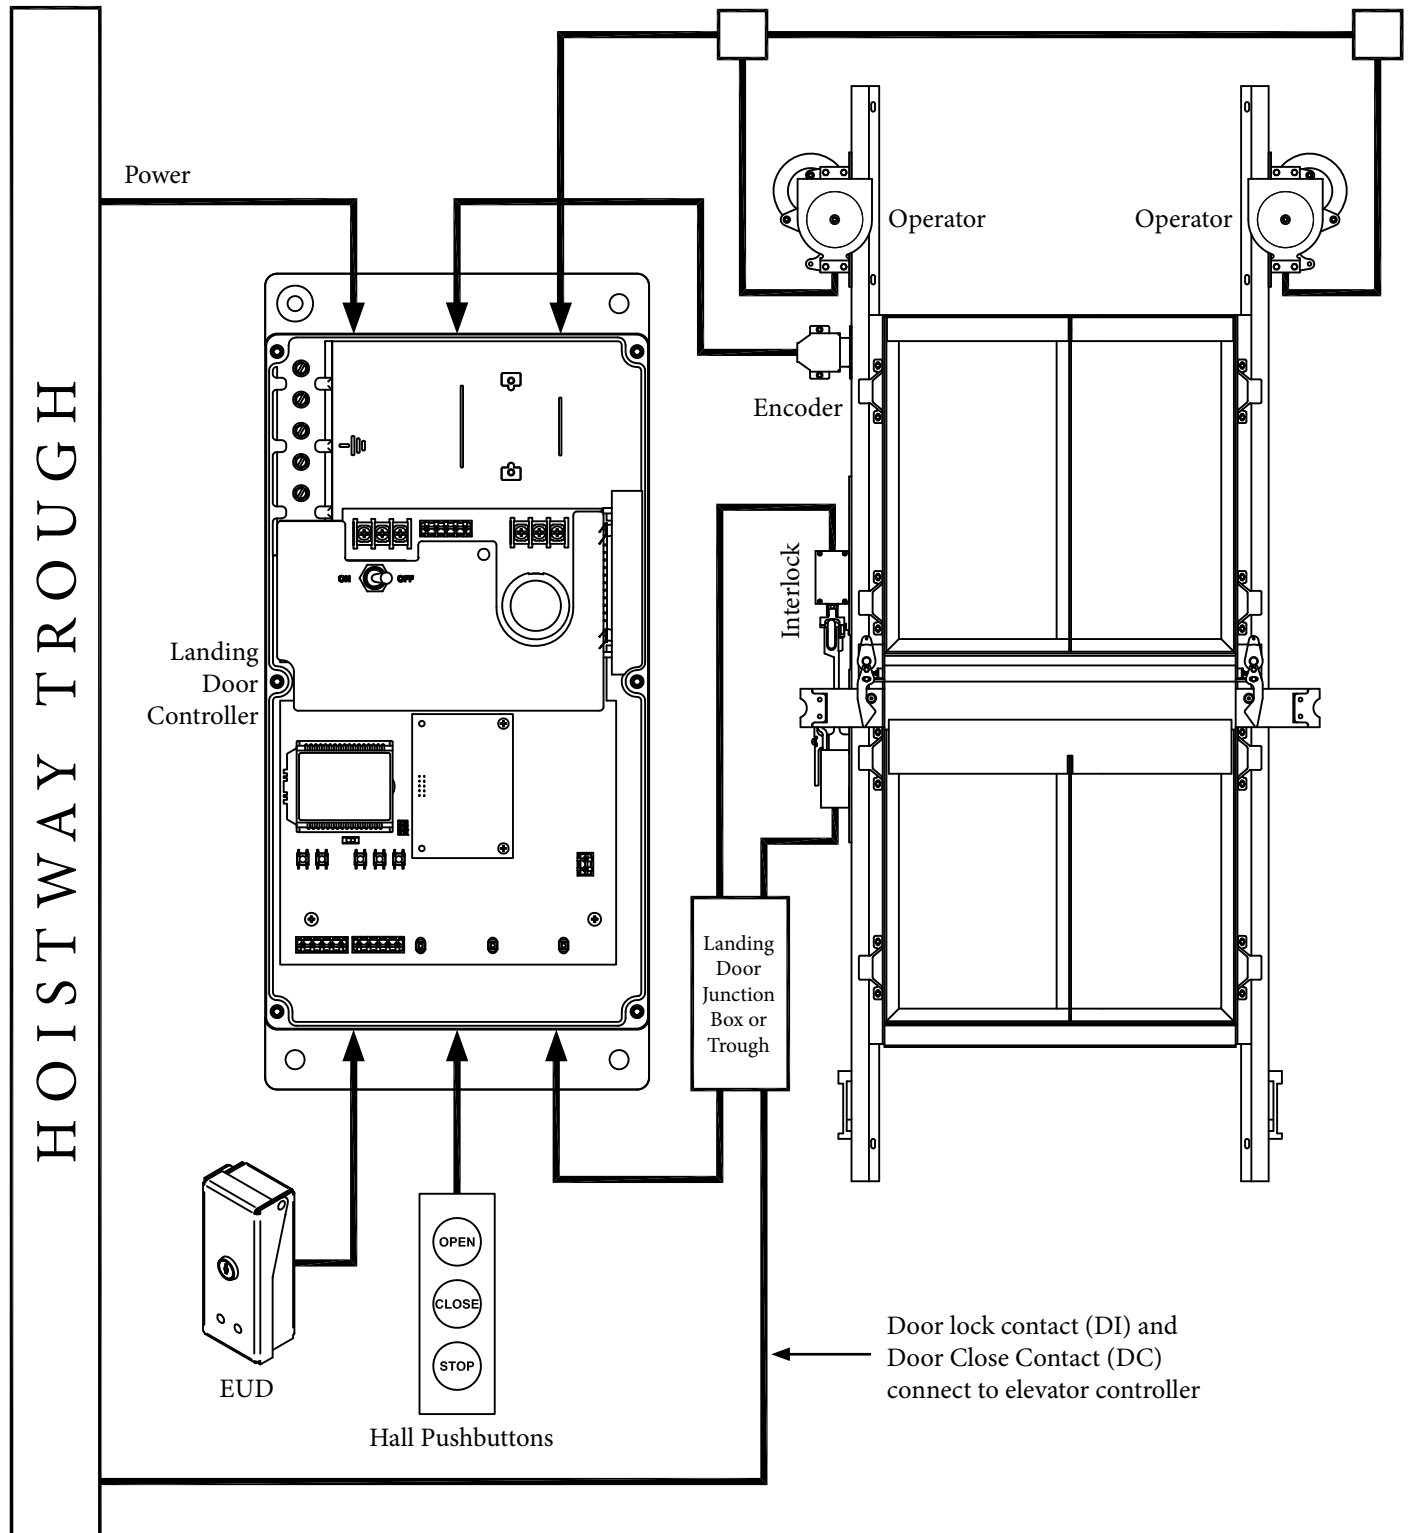 HOISTWAY TROUGH
Power
Operator
Operator
Encoder
ON
OFF
Interlock
Landing
Door
Controller
Landing
Door
Junction
Box or
Trough
OPEN
CLOSE
STOP
EUD
Hall Pushbuttons
Door lock contact (DI) and
Door Close Contact (DC)
connect to elevator controller